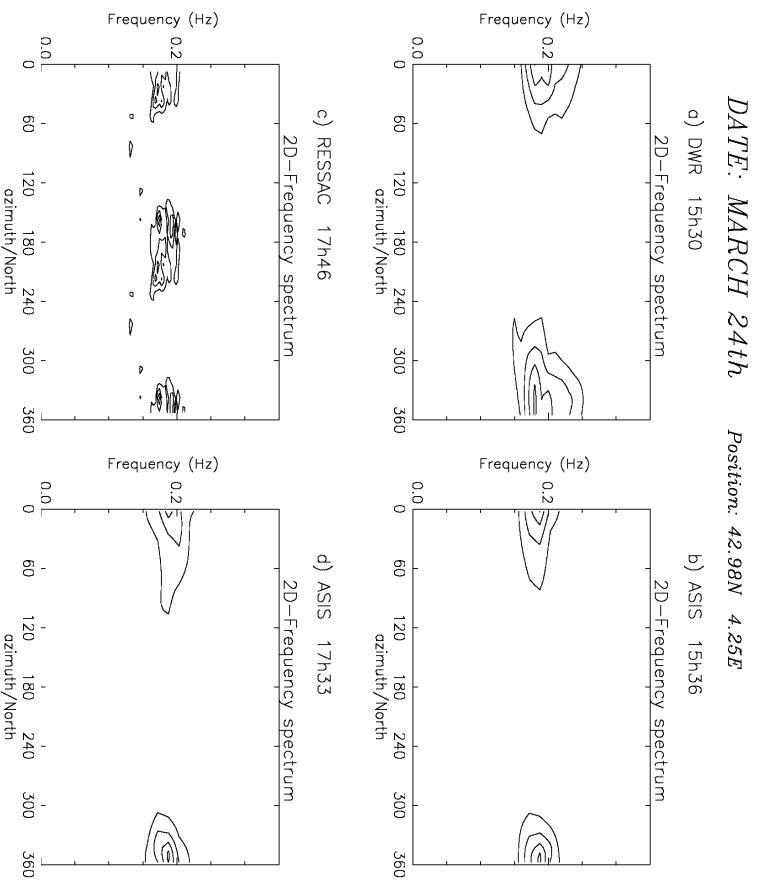 DATE: MARCH 24th Position: 42.98N 4.25E
a) DWR 15h30
2D-Frequency spectrum
Frequency (Hz)
0.0 0.2
0 60 120 180 240 300 360
azimuth/North
b) ASIS 15h36
2D-Frequency spectrum
Frequency (Hz)
0.0 0.2
0 60 120 180 240 300 360
azimuth/North
c) RESSAC 17h46
2D-Frequency spectrum
Frequency (Hz)
0.0 0.2
0 60 120 180 240 300 360
azimuth/North
d) ASIS 17h33
2D-Frequency spectrum
Frequency (Hz)
0.0 0.2
0 60 120 180 240 300 360
azimuth/North